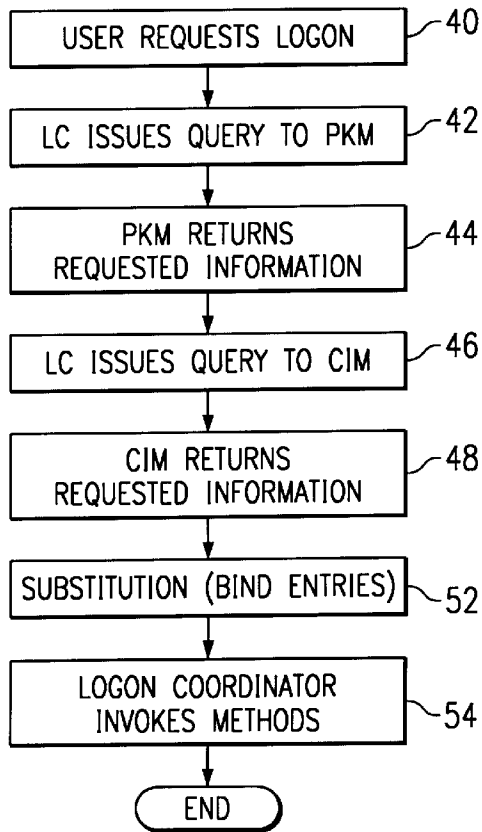 USER REQUESTS LOGON
40
LC ISSUES QUERY TO PKM
42
PKM RETURNS
REQUESTED INFORMATION
44
LC ISSUES QUERY TO CIM
46
CIM RETURNS
REQUESTED INFORMATION
48
SUBSTITUTION (BIND ENTRIES)
52
LOGON COORDINATOR
INVOKES METHODS
54
END